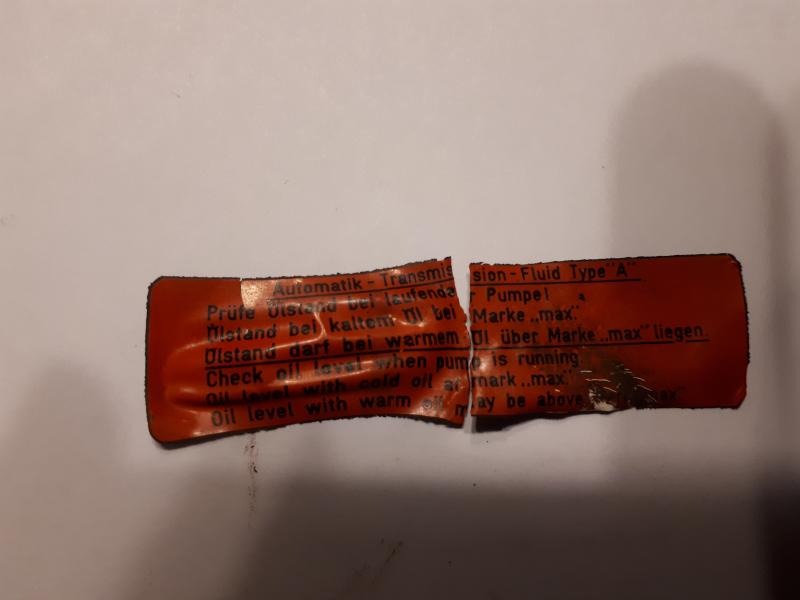 Automatik-Transmission-Fluid Type "A"
Prüfe Ölstand bei laufender Pumpe!
Ölstand bei kaltem Öl bei Marke „max"
Ölstand darf bei warmem Öl über Marke „max" liegen.
Check oil level when pump is running
Oil level with cold oil at mark „max"
Oil level with warm oil may be above